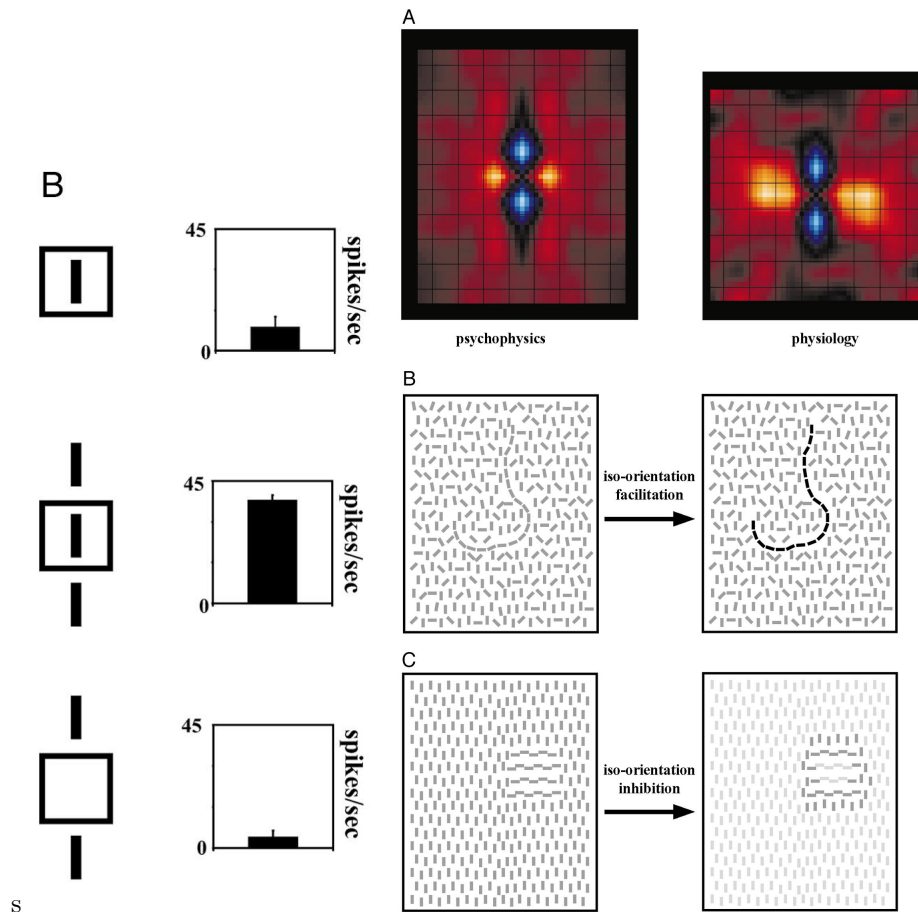 B
45
0
spikes/sec
45
0
spikes/sec
45
0
spikes/sec
s
A
psychophysics
physiology
B
iso-orientation
facilitation
C
iso-orientation
inhibition